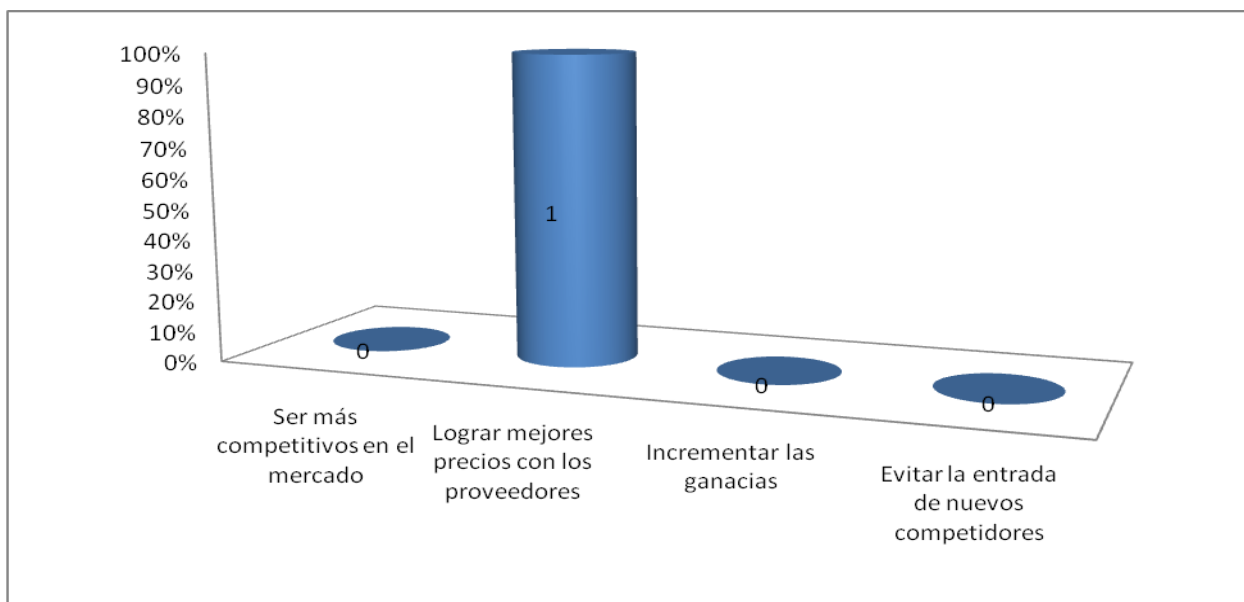 100%
90%
80%
70%
60%
50%
40%
30%
20%
10%
0%
1
0
0
0
Ser más
competitivos en el
mercado
Lograr mejores
precios con los
proveedores
Incrementar las
ganacias
Evitar la entrada
de nuevos
competidores